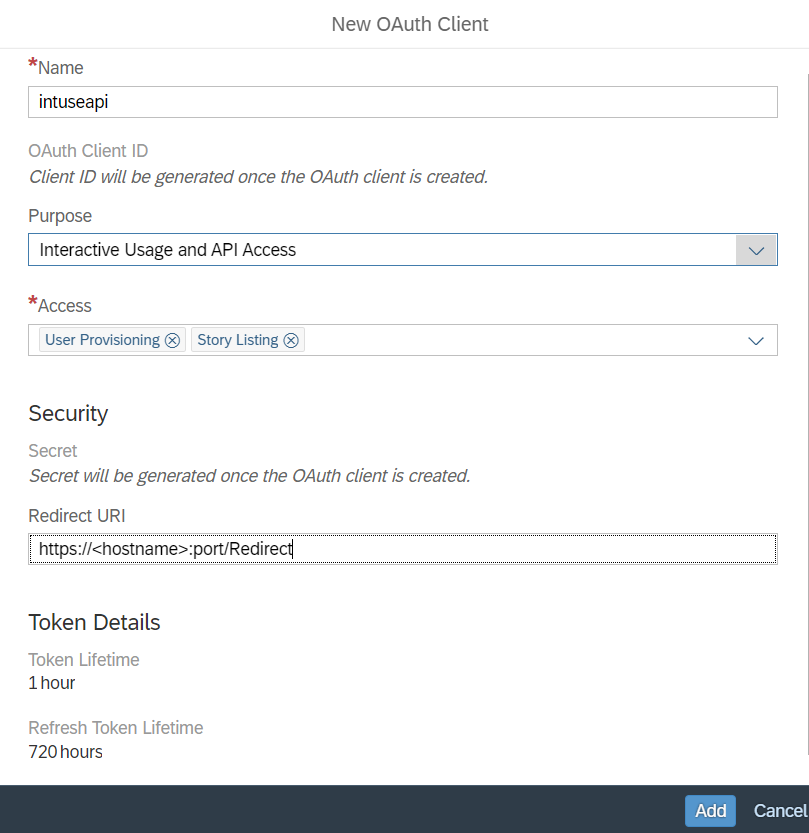 New OAuth Client
*Name
intuseapi
OAuth Client ID
Client ID will be generated once the OAuth client is created.
Purpose
Interactive Usage and API Access
*Access
User Provisioning Story Listing
Security
Secret
Secret will be generated once the OAuth client is created.
Redirect URI
https://<hostname>:port/Redirect
Token Details
Token Lifetime
1 hour
Refresh Token Lifetime
720 hours
Add Cancel